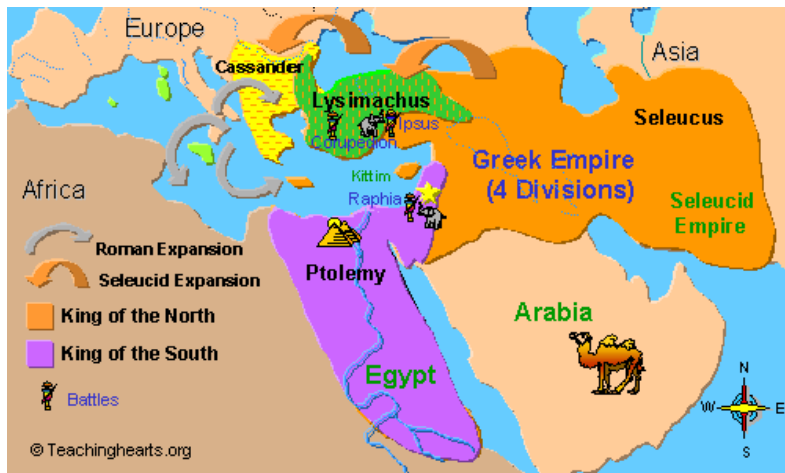 Europe
Asia
Cassander
Lysimachus
Ipsus
Corupedion
Seleucus
Greek Empire
(4 Divisions)
Kittim
Raphia
Africa
Seleucid
Empire
Roman Expansion
Ptolemy
Seleucid Expansion
King of the North
Arabia
King of the South
Egypt
N
W
E
S
Battles
© Teachinghearts.org